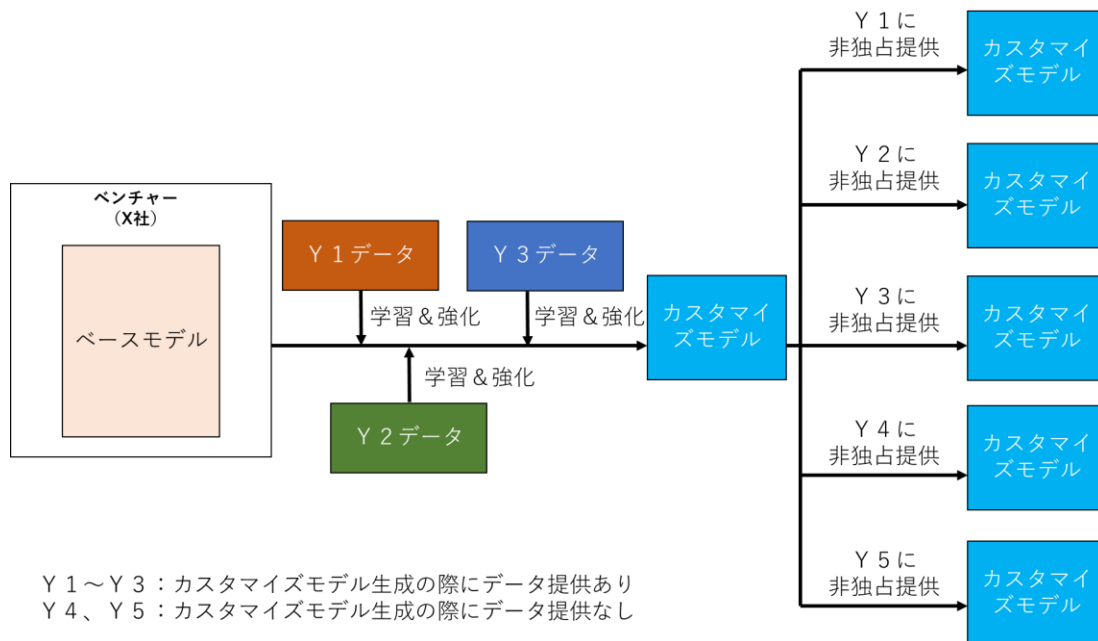 ベンチャー
（X社）
ベースモデル
Ｙ１データ
学習＆強化
Ｙ３データ
学習＆強化
学習＆強化
Ｙ２データ
カスタマイ
ズモデル
Ｙ１に
非独占提供
カスタマイ
ズモデル
Ｙ２に
非独占提供
カスタマイ
ズモデル
Ｙ３に
非独占提供
カスタマイ
ズモデル
Ｙ４に
非独占提供
カスタマイ
ズモデル
Ｙ５に
非独占提供
カスタマイ
ズモデル
Ｙ１～Ｙ３：カスタマイズモデル生成の際にデータ提供あり
Ｙ４、Ｙ５：カスタマイズモデル生成の際にデータ提供なし